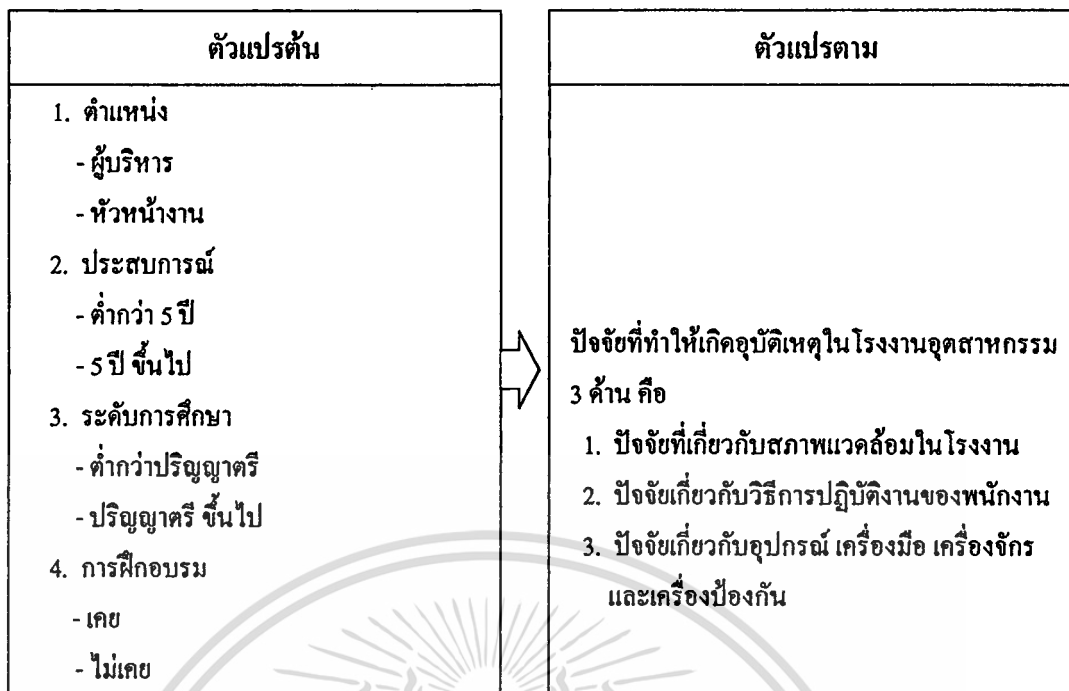 ตัวแปรต้น
1. ตำแหน่ง
- ผู้บริหาร
- หัวหน้างาน
2. ประสบการณ์
- ต่ำกว่า 5 ปี
- 5 ปี ขึ้นไป
3. ระดับการศึกษา
- ต่ำกว่าปริญญาตรี
- ปริญญาตรี ขึ้นไป
4. การฝึกอบรม
- เคย
- ไม่เคย
ตัวแปรตาม
ปัจจัยที่ทำให้เกิดอุบัติเหตุในโรงงานอุตสาหกรรม
3 ด้าน คือ
1. ปัจจัยที่เกี่ยวกับสภาพแวดล้อมในโรงงาน
2. ปัจจัยเกี่ยวกับวิธีการปฏิบัติงานของพนักงาน
3. ปัจจัยเกี่ยวกับอุปกรณ์ เครื่องมือ เครื่องจักร
และเครื่องป้องกัน